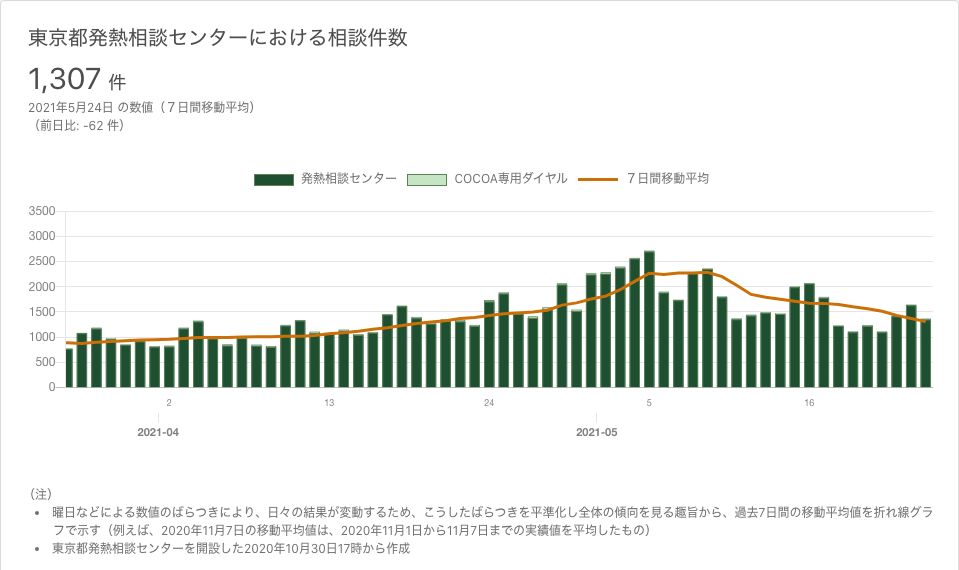 東京都発熱相談センターにおける相談件数
1,307 件
2021年5月24日 の数値（７日間移動平均）
（前日比: -62 件）
発熱相談センター COCOA専用ダイヤル ７日間移動平均
3500
3000
2500
2000
1500
1000
500
0
2 13 24 5 16
2021-04 2021-05
（注）
• 曜日などによる数値のばらつきにより、日々の結果が変動するため、こうしたばらつきを平準化し全体の傾向を見る趣旨から、過去7日間の移動平均値を折れ線グラ
フで示す（例えば、2020年11月7日の移動平均値は、2020年11月1日から11月7日までの実績値を平均したもの）
• 東京都発熱相談センターを開設した2020年10月30日17時から作成